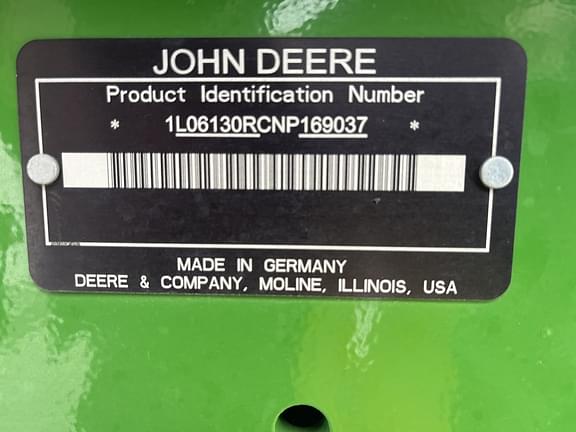 JOHN DEERE
Product Identification Number
* 1L06130RCNP169037 *
MADE IN GERMANY
DEERE & COMPANY, MOLINE, ILLINOIS, USA